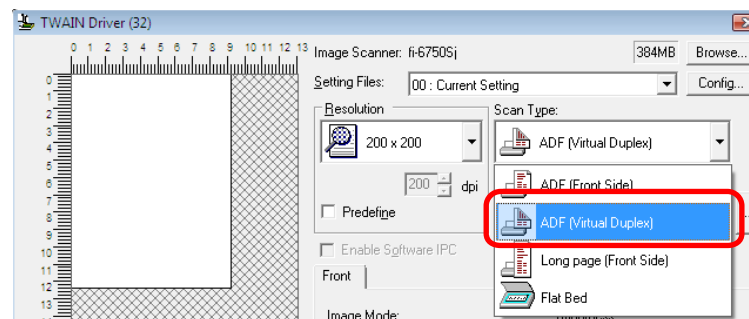 TWAIN Driver (32)
0 1 2 3 4 5 6 7 8 9 10 11 12 13
Image Scanner: fi-6750Sj 384MB Browse...
Setting Files: 00 : Current Setting Config...
Resolution Scan Type:
200 x 200 ADF (Virtual Duplex)
200 dpi ADF (Front Side)
Predefine ADF (Virtual Duplex)
Enable Software IPC Long page (Front Side)
Front Flat Bed
Image Mode:
0
1
2
3
4
5
6
7
8
9
10
11
12
13